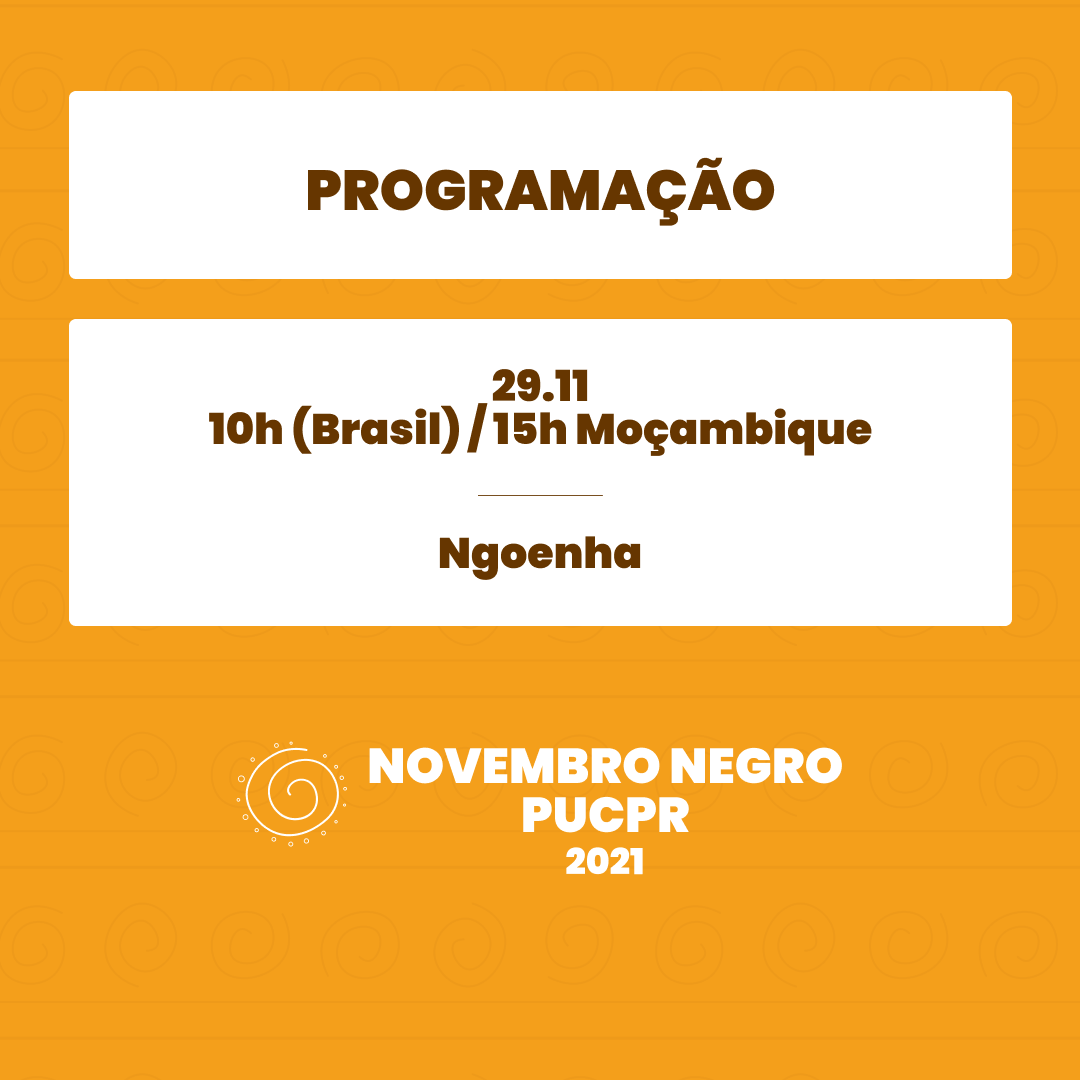 PROGRAMAÇÃO
29.11
10h (Brasil) / 15h Moçambique
Ngoenha
NOVEMBRO NEGRO
PUCPR
2021